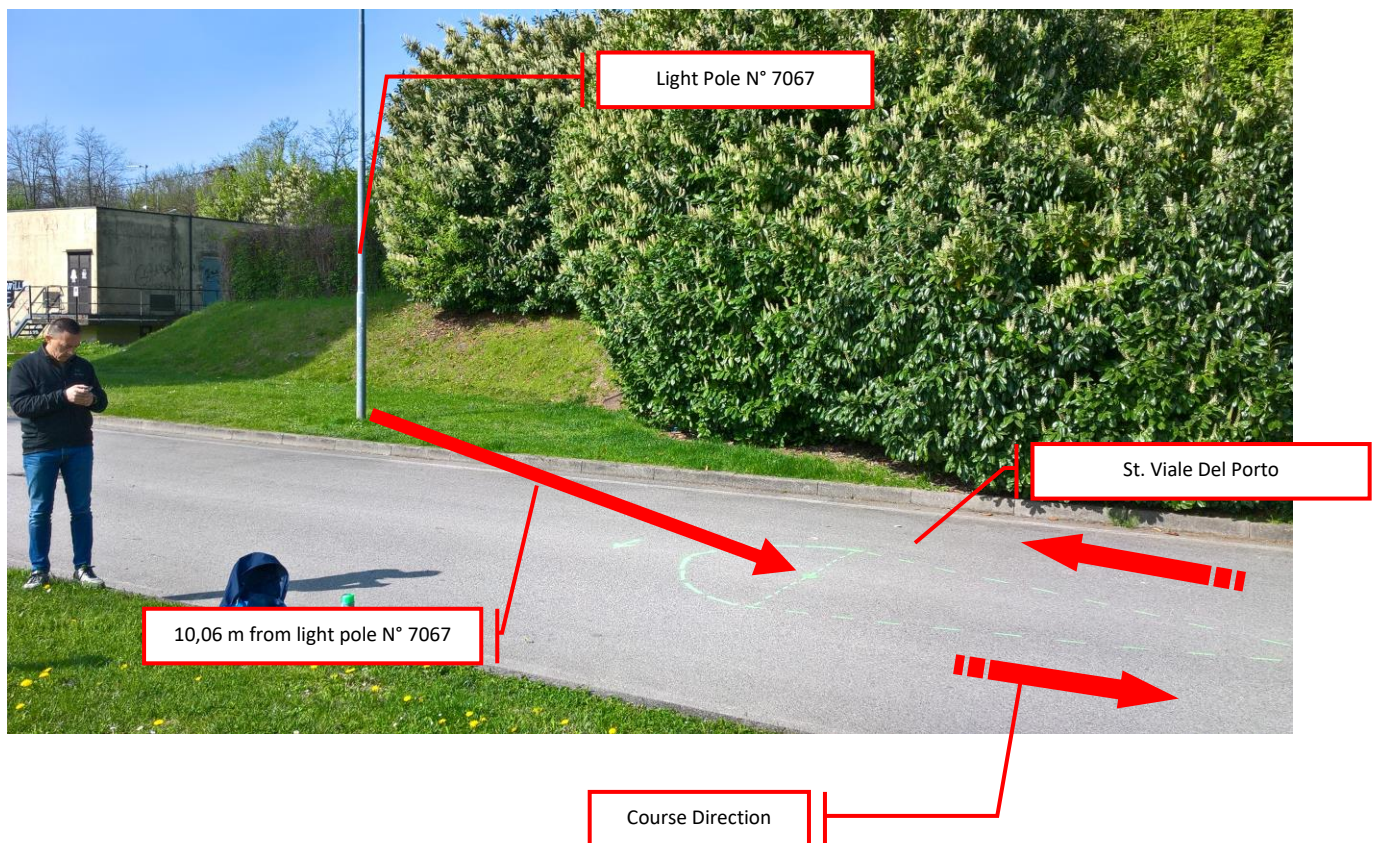 Light Pole N° 7067
St. Viale Del Porto
10,06 m from light pole N° 7067
Course Direction